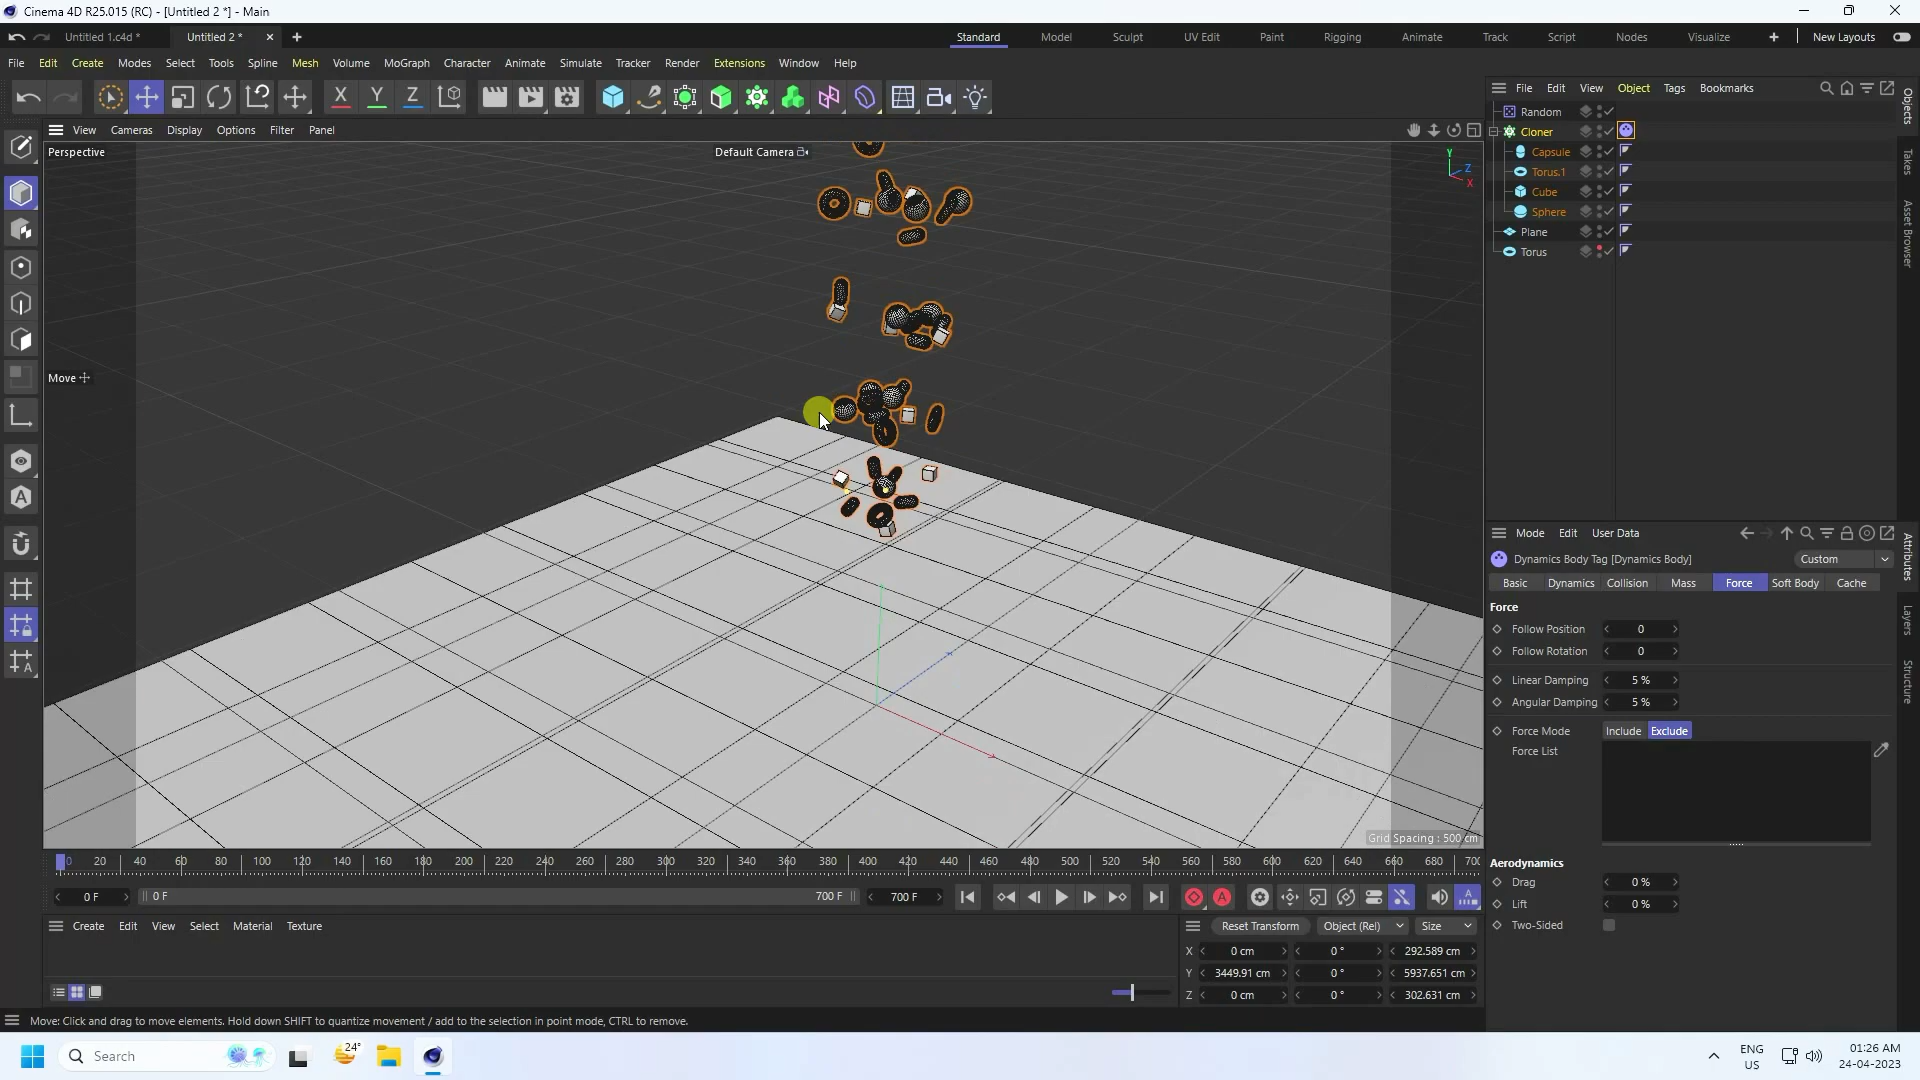 Cinema 4D R25.015 (RC) - [Untitled 2 *] - Main
Untitled 1.c4d *
Untitled 2 *
Standard
Model
Sculpt
UV Edit
Paint
Rigging
Animate
Track
Script
Nodes
Visualize
New Layouts
File Edit Create Modes Select Tools Spline Mesh Volume MoGraph Character Animate Simulate Tracker Render Extensions Window Help
X Y Z
File Edit View Object Tags Bookmarks
View Cameras Display Options Filter Panel
Perspective
Default Camera
Y
Z
X
Move
Grid Spacing : 500 cm
Random
Cloner
Capsule
Torus.1
Cube
Sphere
Plane
Torus
Objects
Takes
Asset Browser
Mode Edit User Data
Dynamics Body Tag [Dynamics Body]
Custom
Basic Dynamics Collision Mass Force Soft Body Cache
Force
Follow Position 0
Follow Rotation 0
Linear Damping 5 %
Angular Damping 5 %
Force Mode Include Exclude
Force List
Aerodynamics
Drag 0 %
Lift 0 %
Two-Sided
Attributes
Layers
Structure
0 20 40 60 80 100 120 140 160 180 200 220 240 260 280 300 320 340 360 380 400 420 440 460 480 500 520 540 560 580 600 620 640 660 680 700
0 F
0 F
700 F
700 F
Create Edit View Select Material Texture
Reset Transform
Object (Rel)
Size
X 0 cm 0 ° 292.589 cm
Y 3449.91 cm 0 ° 5937.651 cm
Z 0 cm 0 ° 302.631 cm
Move: Click and drag to move elements. Hold down SHIFT to quantize movement / add to the selection in point mode, CTRL to remove.
Search
24°
ENG
US
01:26 AM
24-04-2023